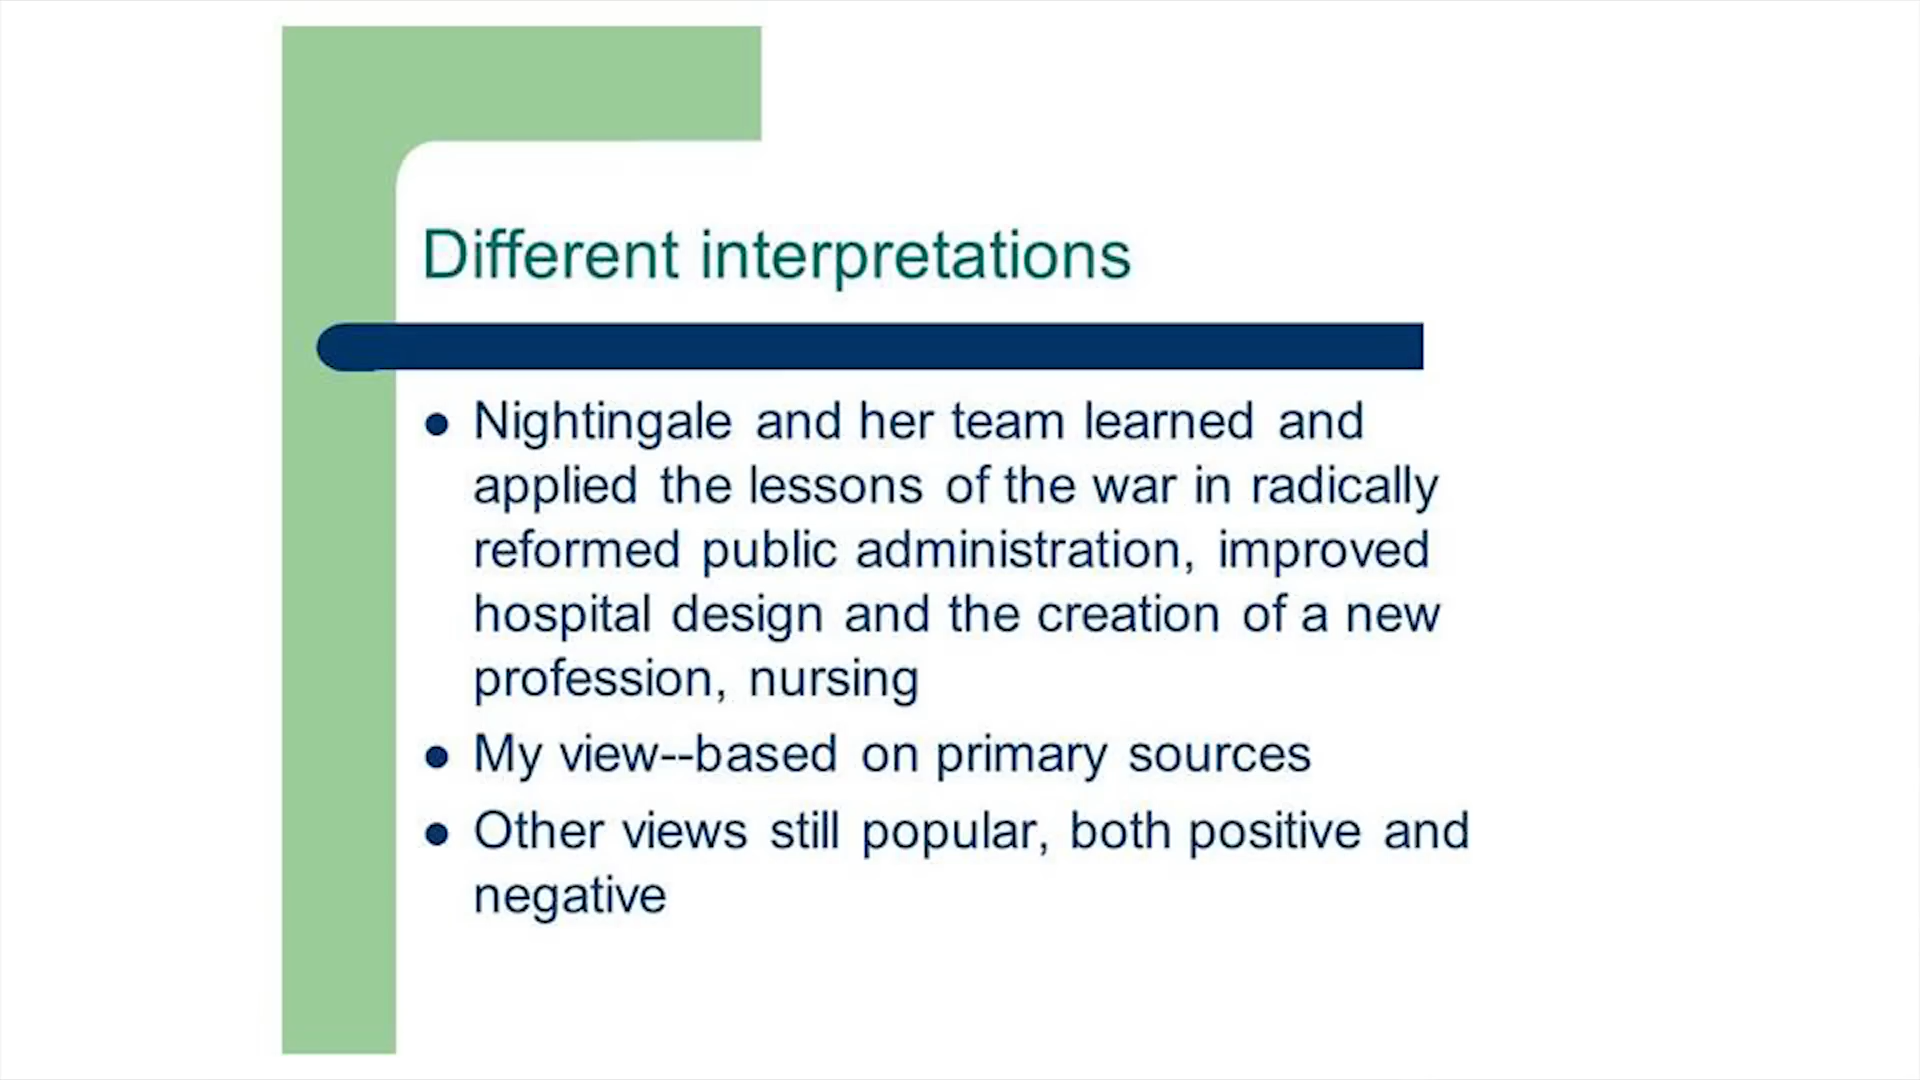 Different interpretations
● Nightingale and her team learned and
applied the lessons of the war in radically
reformed public administration, improved
hospital design and the creation of a new
profession, nursing
● My view--based on primary sources
● Other views still popular, both positive and
negative